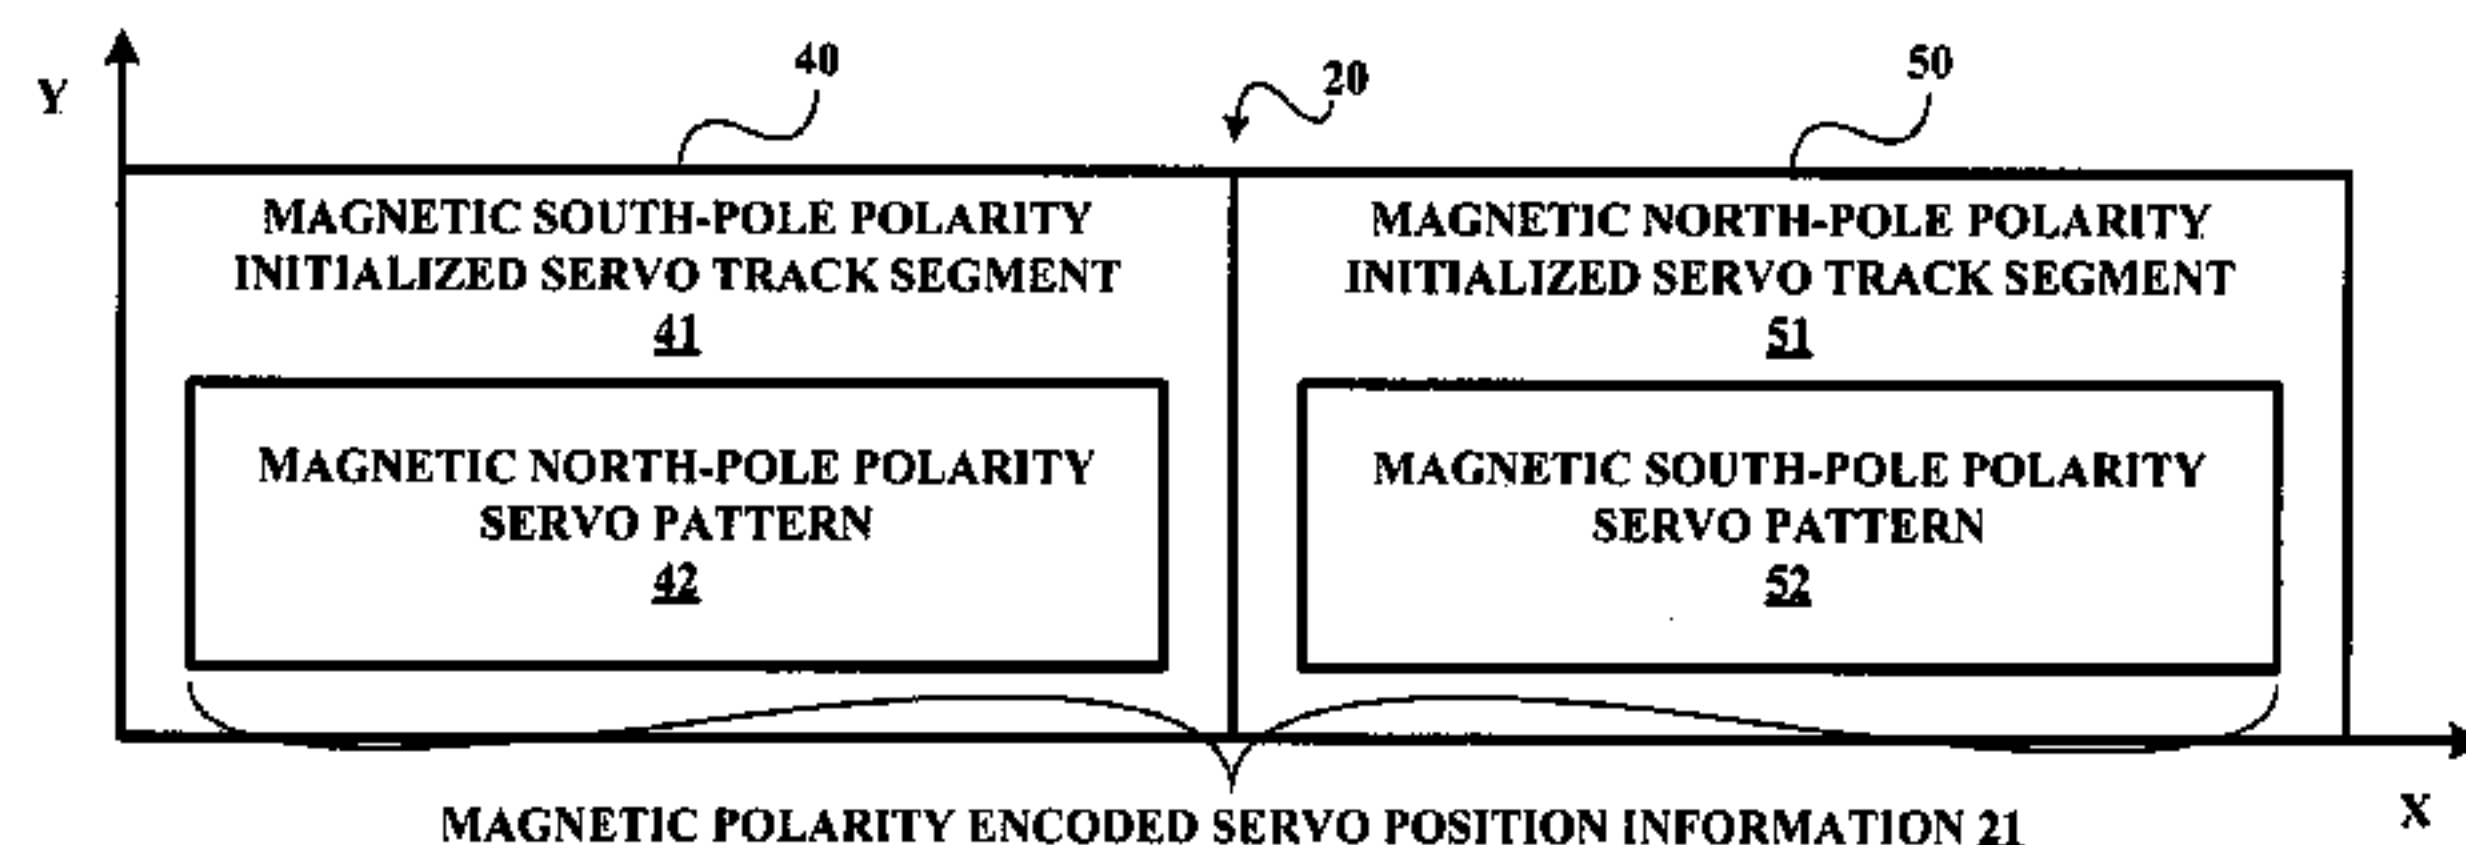 40
20
50
Y
MAGNETIC SOUTH-POLE POLARITY
INITIALIZED SERVO TRACK SEGMENT
41
MAGNETIC NORTH-POLE POLARITY
INITIALIZED SERVO TRACK SEGMENT
51
MAGNETIC NORTH-POLE POLARITY
SERVO PATTERN
42
MAGNETIC SOUTH-POLE POLARITY
SERVO PATTERN
52
MAGNETIC POLARITY ENCODED SERVO POSITION INFORMATION 21
X